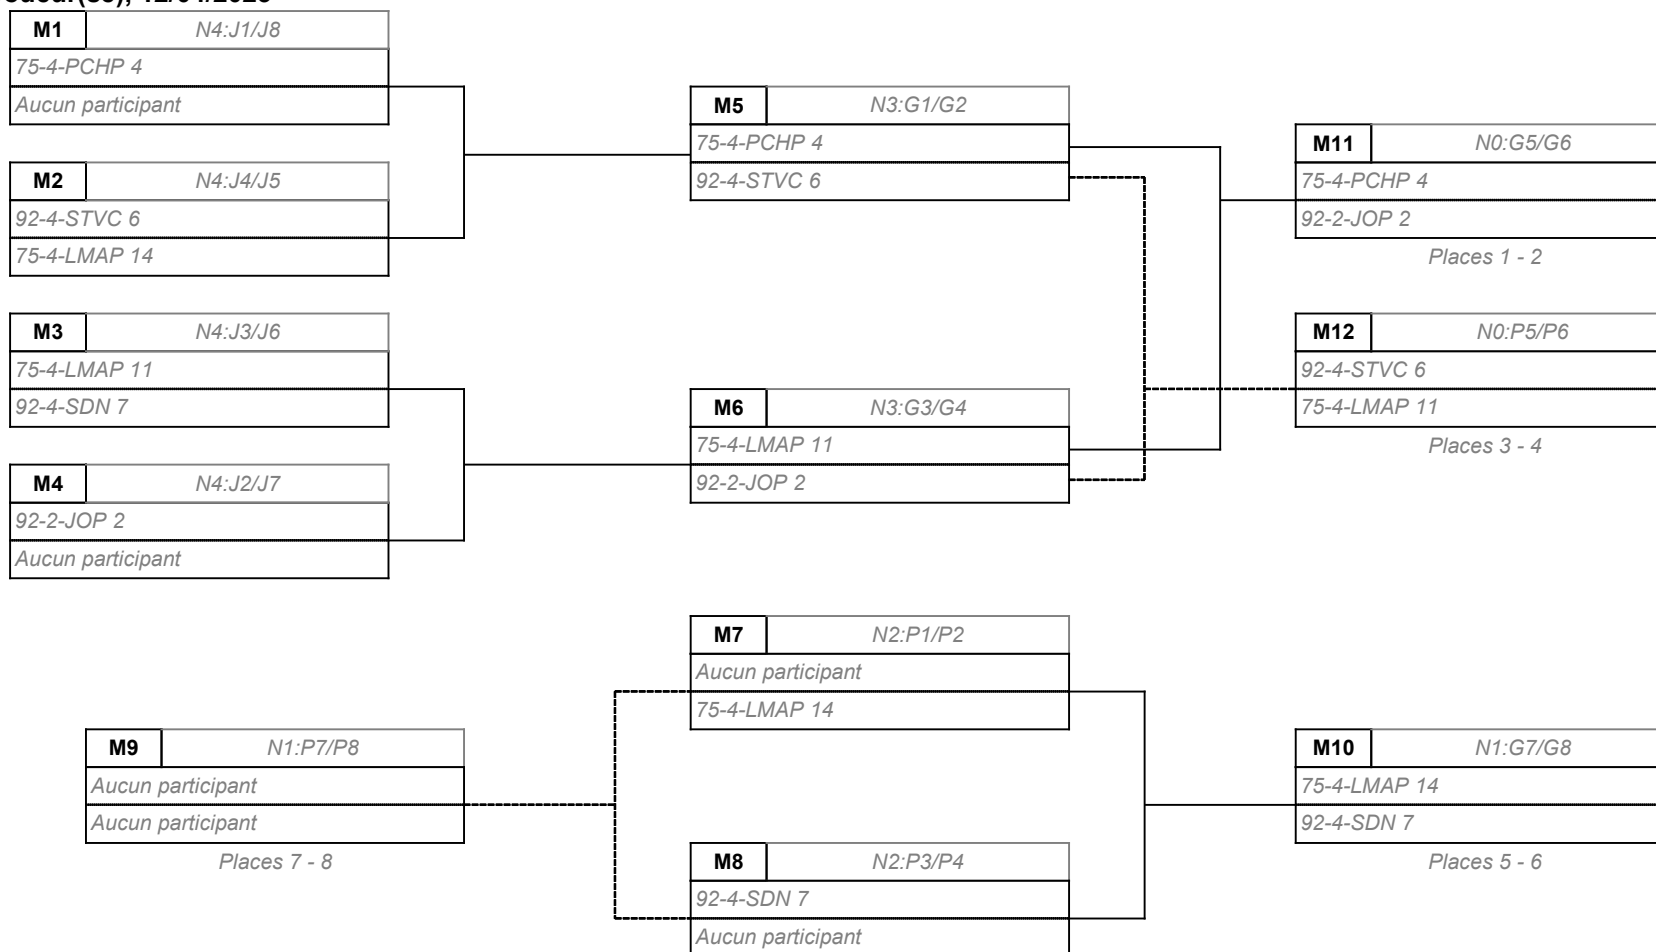 M1 N4:J1/J8
75-4-PCHP 4
Aucun participant
M2 N4:J4/J5
92-4-STVC 6
75-4-LMAP 14
M3 N4:J3/J6
75-4-LMAP 11
92-4-SDN 7
M4 N4:J2/J7
92-2-JOP 2
Aucun participant
M5 N3:G1/G2
75-4-PCHP 4
92-4-STVC 6
M6 N3:G3/G4
75-4-LMAP 11
92-2-JOP 2
M11 N0:G5/G6
75-4-PCHP 4
92-2-JOP 2
Places 1 - 2
M12 N0:P5/P6
92-4-STVC 6
75-4-LMAP 11
Places 3 - 4
M9 N1:P7/P8
Aucun participant
Aucun participant
Places 7 - 8
M7 N2:P1/P2
Aucun participant
75-4-LMAP 14
M8 N2:P3/P4
92-4-SDN 7
Aucun participant
M10 N1:G7/G8
75-4-LMAP 14
92-4-SDN 7
Places 5 - 6